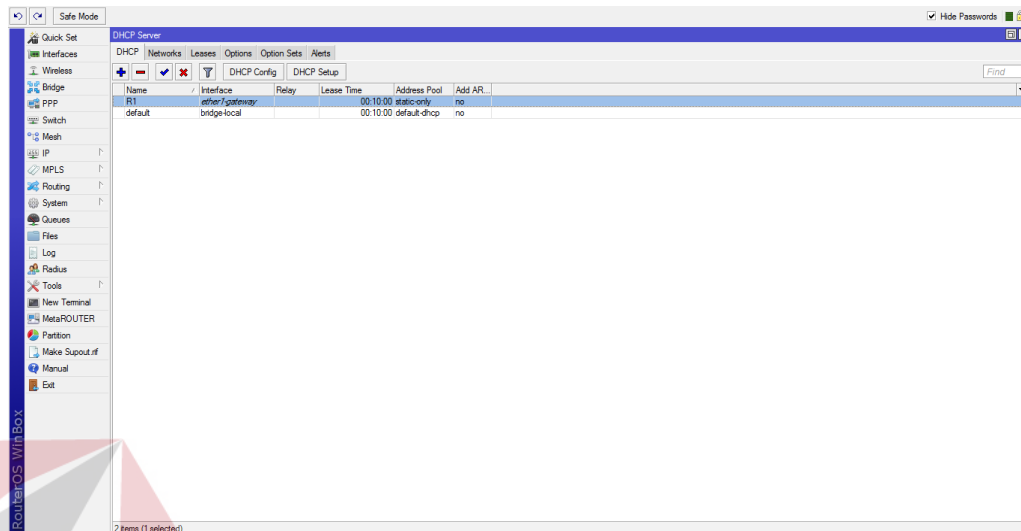 Safe Mode
Hide Passwords
Quick Set
Interfaces
Wireless
Bridge
PPP
Switch
Mesh
IP
MPLS
Routing
System
Queues
Files
Log
Radius
Tools
New Terminal
MetaROUTER
Partition
Make Supout.rif
Manual
Exit
RouterOS WinBox
DHCP Server
DHCP Networks Leases Options Option Sets Alerts
DHCP Config DHCP Setup Find
Name / Interface Relay Lease Time Address Pool Add AR...
R1 ether1-gateway 00:10:00 static-only no
default bridge-local 00:10:00 default-dhcp no
2 items (1 selected)